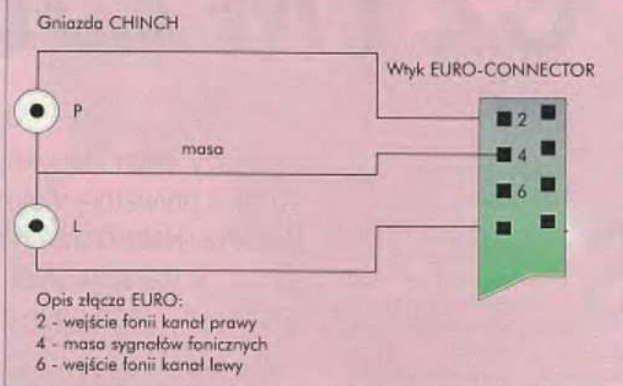 Gniazda CHINCH
Wtyk EURO-CONNECTOR
P
2
masa
4
6
L
Opis złącza EURO:
2 - wejście fonii kanał prawy
4 - masa sygnałów fonicznych
6 - wejście fonii kanał lewy